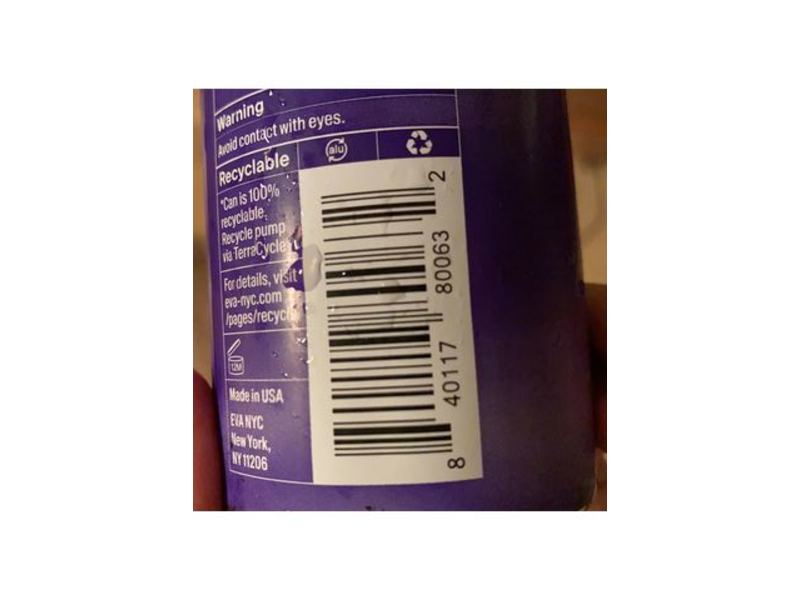 Warning
Avoid contact with eyes.
Recyclable
alu
*Can is 100%
recyclable.
Recycle pump
via TerraCycle
For details, visit
eva-nyc.com
/pages/recycle
12M
Made in USA
EVA NYC
New York,
NY 11206
8 40117 80063 2